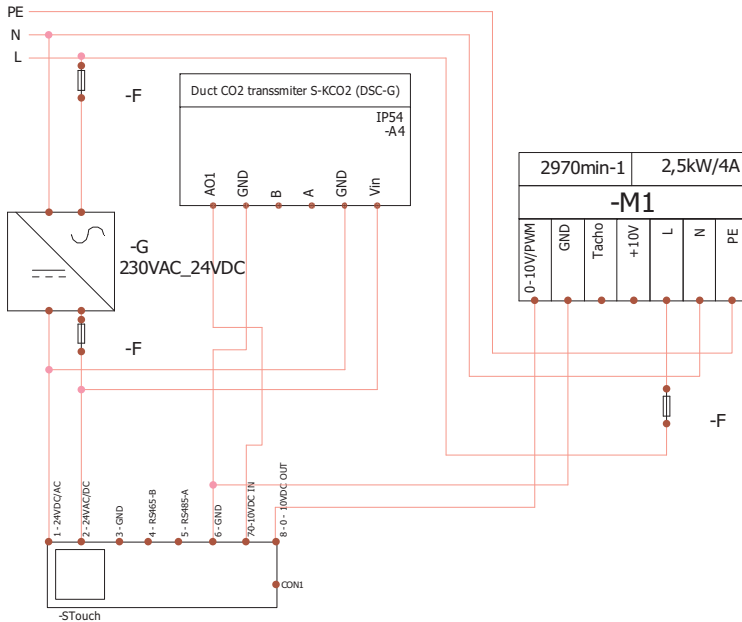 PE
N
L
-F
Duct CO2 transsmiter S-KCO2 (DSC-G)
IP54
-A4
AO1
GND
B
A
GND
Vin
2970min-1
2,5kW/4A
-M1
0-10V/PWM
GND
Tacho
+10V
L
N
PE
-G
230VAC_24VDC
-F
-F
1 - 24VDC/AC
2 - 24VAC/DC
3 - GND
4 - RS465-B
5 - RS485-A
6 - GND
7-0-10VDC IN
8 - 0 - 10VDC OUT
CON1
-STouch